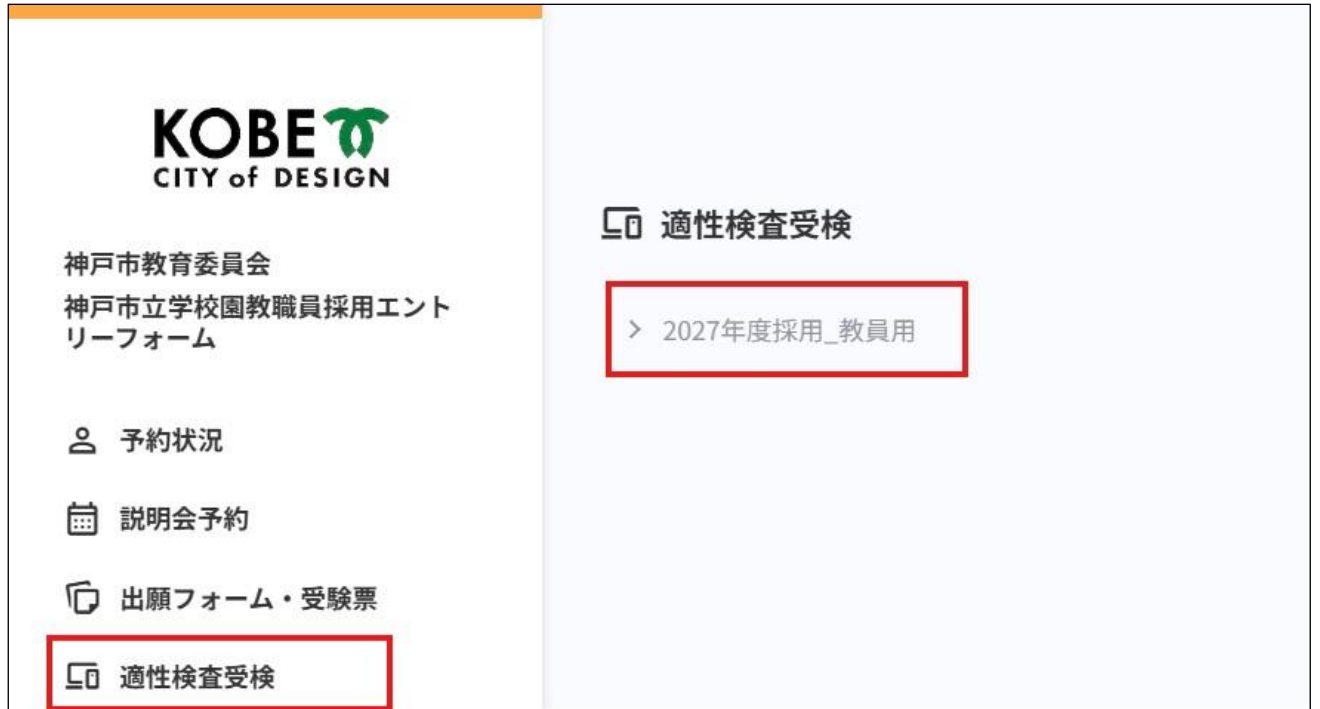 KOBE
CITY of DESIGN
神戸市教育委員会
神戸市立学校園教職員採用エント
リーフォーム
予約状況
説明会予約
出願フォーム・受験票
適性検査受検
適性検査受検
2027年度採用_教員用